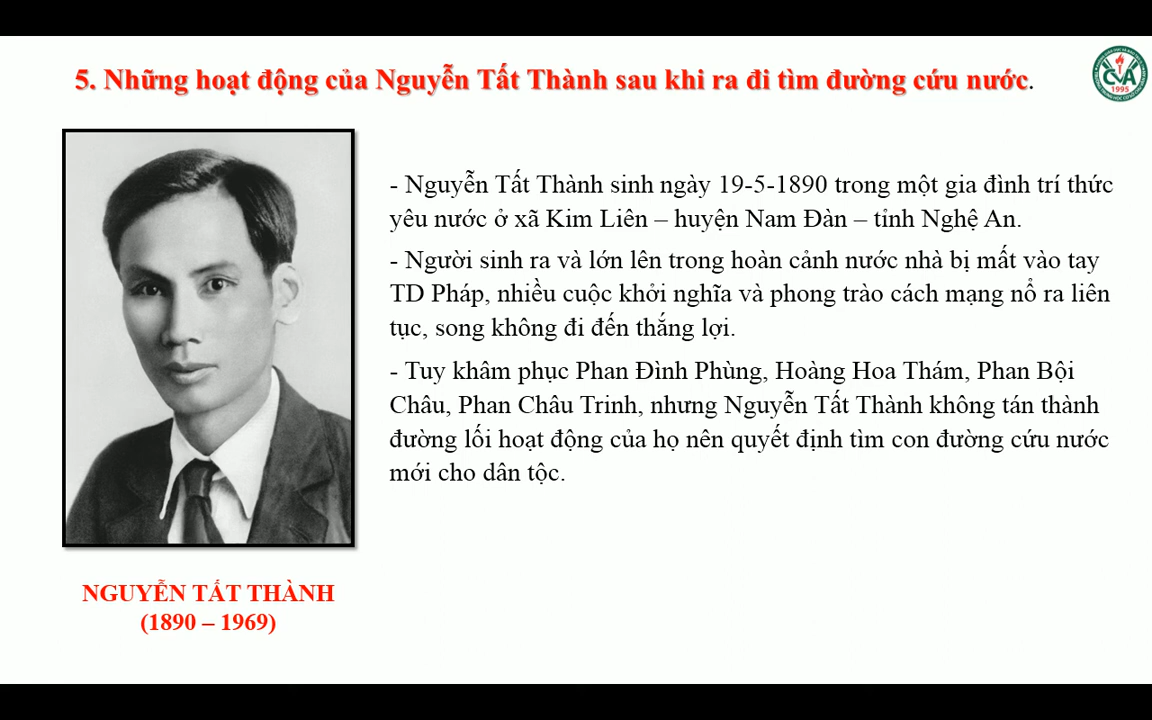 5. Những hoạt động của Nguyễn Tất Thành sau khi ra đi tìm đường cứu nước.
CVA
1995
- Nguyễn Tất Thành sinh ngày 19-5-1890 trong một gia đình trí thức
yêu nước ở xã Kim Liên – huyện Nam Đàn – tỉnh Nghệ An.
- Người sinh ra và lớn lên trong hoàn cảnh nước nhà bị mất vào tay
TD Pháp, nhiều cuộc khởi nghĩa và phong trào cách mạng nổ ra liên
tục, song không đi đến thắng lợi.
- Tuy khâm phục Phan Đình Phùng, Hoàng Hoa Thám, Phan Bội
Châu, Phan Châu Trinh, nhưng Nguyễn Tất Thành không tán thành
đường lối hoạt động của họ nên quyết định tìm con đường cứu nước
mới cho dân tộc.
NGUYỄN TẤT THÀNH
(1890 – 1969)